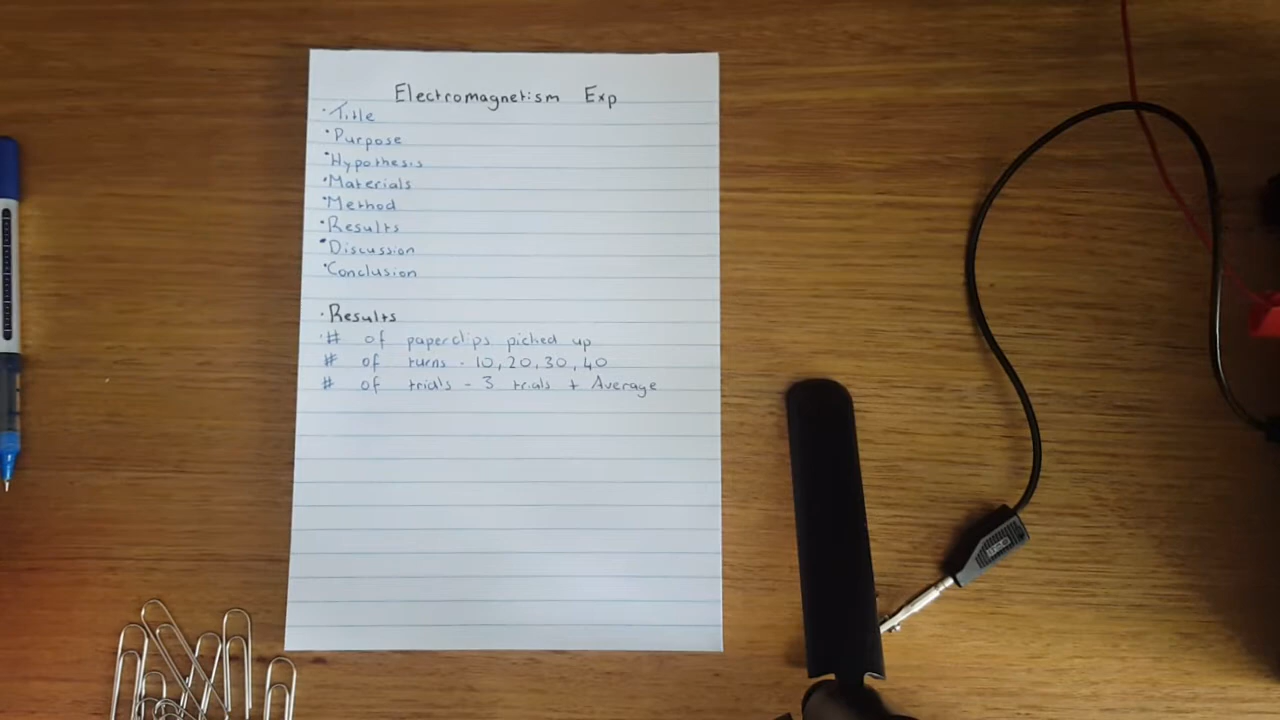 Electromagnetism Exp
· Title
· Purpose
· Hypothesis
· Materials
· Method
· Results
· Discussion
· Conclusion
· Results
· # of paperclips picked up
# of turns - 10, 20, 30, 40
# of trials - 3 trials + Average